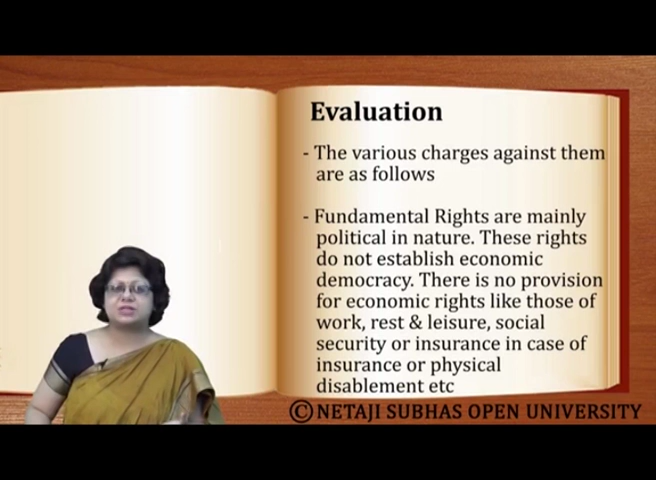 Evaluation
- The various charges against them
are as follows
- Fundamental Rights are mainly
political in nature. These rights
do not establish economic
democracy. There is no provision
for economic rights like those of
work, rest & leisure, social
security or insurance in case of
insurance or physical
disablement etc
© NETAJI SUBHAS OPEN UNIVERSITY